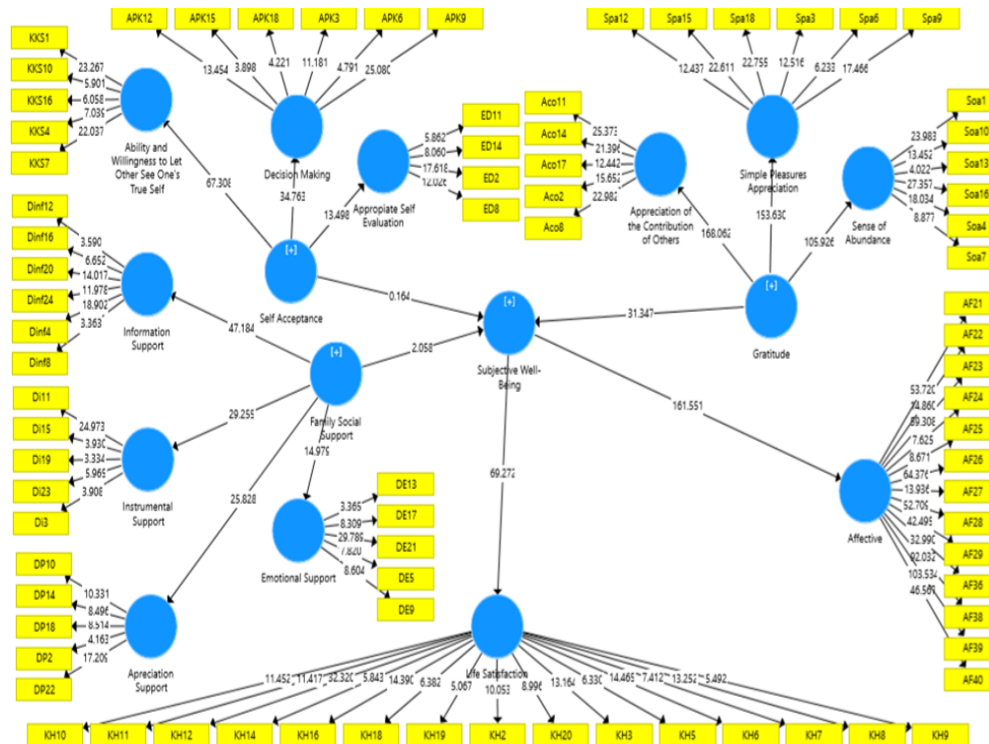 APK12 APK15 APK18 APK3 APK6 APK9
Spa12 Spa15 Spa18 Spa3 Spa6 Spa9
13.454 3.898 4.221 11.181 4.791 25.080
12.437 22.611 22.755 12.516 6.233 17.466
KKS1
KKS10
KKS16
KKS4
KKS7
23.267
5.901
6.058
7.039
22.037
Ability and
Willingness to Let
Other See One's
True Self
Decision Making
ED11
ED14
ED2
ED8
5.862
8.060
17.618
12.026
Appropiate Self
Evaluation
Aco11
Aco14
Aco17
Aco2
Aco8
25.373
21.396
12.442
15.652
22.982
Appreciation of
the Contribution
of Others
Simple Pleasures
Appreciation
Soa1
Soa10
Soa13
Soa16
Soa4
Soa7
23.983
13.452
4.022
27.357
18.034
8.877
Sense of
Abundance
67.308
34.763
13.498
168.062
153.630
105.926
[+]
Self Acceptance
0.164
[+]
Subjective Well-
Being
31.347
[+]
Gratitude
Dinf12
Dinf16
Dinf20
Dinf24
Dinf4
Dinf8
3.590
6.652
14.017
11.978
18.902
3.363
Information
Support
47.184
[+]
Family Social
Support
2.058
29.255
14.979
25.828
Di11
Di15
Di19
Di23
Di3
24.973
3.930
3.334
5.965
3.908
Instrumental
Support
DE13
DE17
DE21
DE5
DE9
3.365
8.309
29.789
7.820
8.604
Emotional Support
DP10
DP14
DP18
DP2
DP22
10.331
8.496
8.514
4.163
17.209
Apreciation
Support
161.551
69.272
AF21
AF22
AF23
AF24
AF25
AF26
AF27
AF28
AF29
AF36
AF38
AF39
AF40
53.720
14.860
7.625
8.671
64.376
13.936
52.709
42.495
32.990
92.032
103.534
46.567
Affective
Life Satisfaction
11.452 11.417 32.320 5.843 14.390 6.382 5.067 10.053 8.996 13.164 6.330 14.465 7.412 13.252 5.492
KH10 KH11 KH12 KH14 KH16 KH18 KH19 KH2 KH20 KH3 KH5 KH6 KH7 KH8 KH9